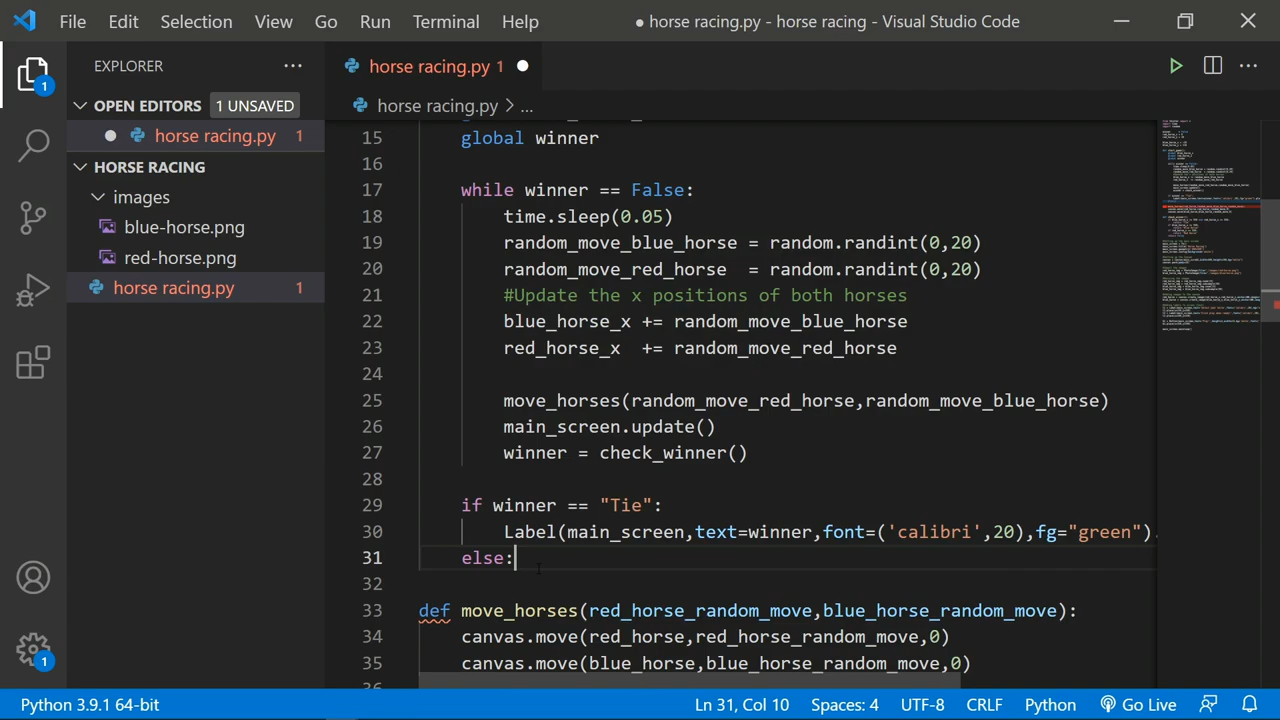 File Edit Selection View Go Run Terminal Help
● horse racing.py - horse racing - Visual Studio Code
EXPLORER
OPEN EDITORS 1 UNSAVED
horse racing.py 1
HORSE RACING
images
blue-horse.png
red-horse.png
horse racing.py 1
1
1
horse racing.py 1
horse racing.py > ...
15 global winner
16
17 while winner == False:
18 time.sleep(0.05)
19 random_move_blue_horse = random.randint(0,20)
20 random_move_red_horse  = random.randint(0,20)
21 #Update the x positions of both horses
22 blue_horse_x += random_move_blue_horse
23 red_horse_x  += random_move_red_horse
24
25 move_horses(random_move_red_horse,random_move_blue_horse)
26 main_screen.update()
27 winner = check_winner()
28
29 if winner == "Tie":
30 Label(main_screen,text=winner,font=('calibri',20),fg="green").
31 else:
32
33 def move_horses(red_horse_random_move,blue_horse_random_move):
34 canvas.move(red_horse,red_horse_random_move,0)
35 canvas.move(blue_horse,blue_horse_random_move,0)
Python 3.9.1 64-bit
Ln 31, Col 10 Spaces: 4 UTF-8 CRLF Python Go Live